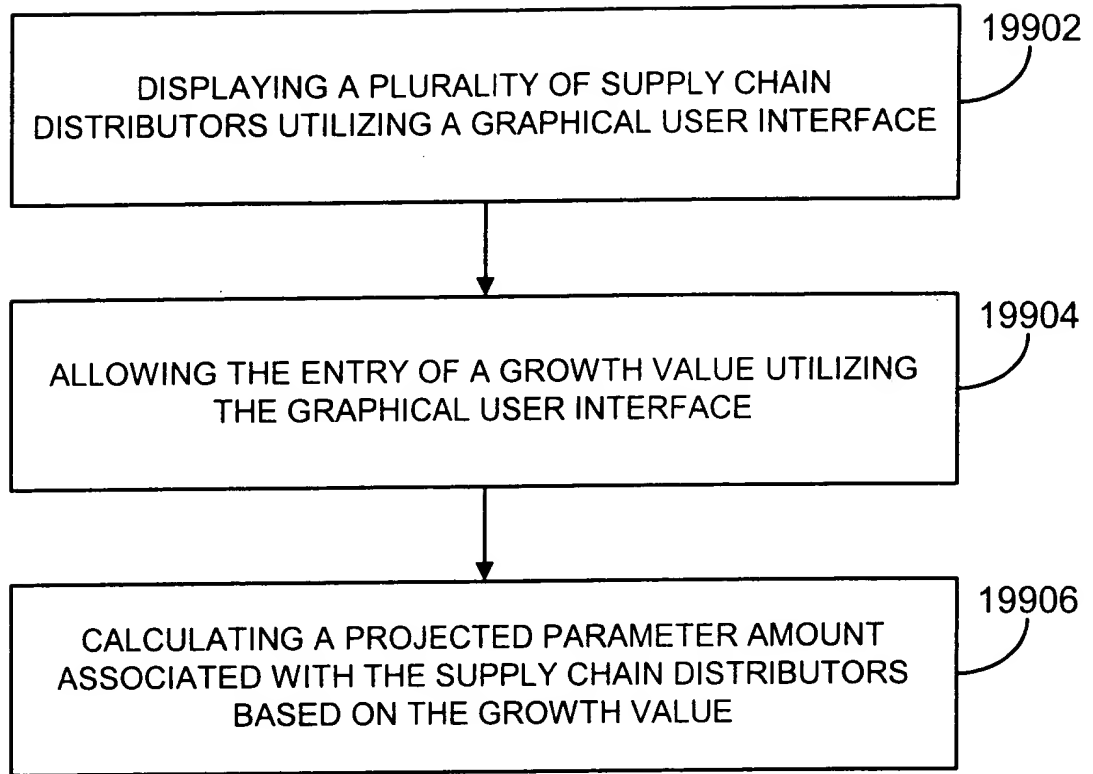 19902
DISPLAYING A PLURALITY OF SUPPLY CHAIN
DISTRIBUTORS UTILIZING A GRAPHICAL USER INTERFACE
19904
ALLOWING THE ENTRY OF A GROWTH VALUE UTILIZING
THE GRAPHICAL USER INTERFACE
19906
CALCULATING A PROJECTED PARAMETER AMOUNT
ASSOCIATED WITH THE SUPPLY CHAIN DISTRIBUTORS
BASED ON THE GROWTH VALUE